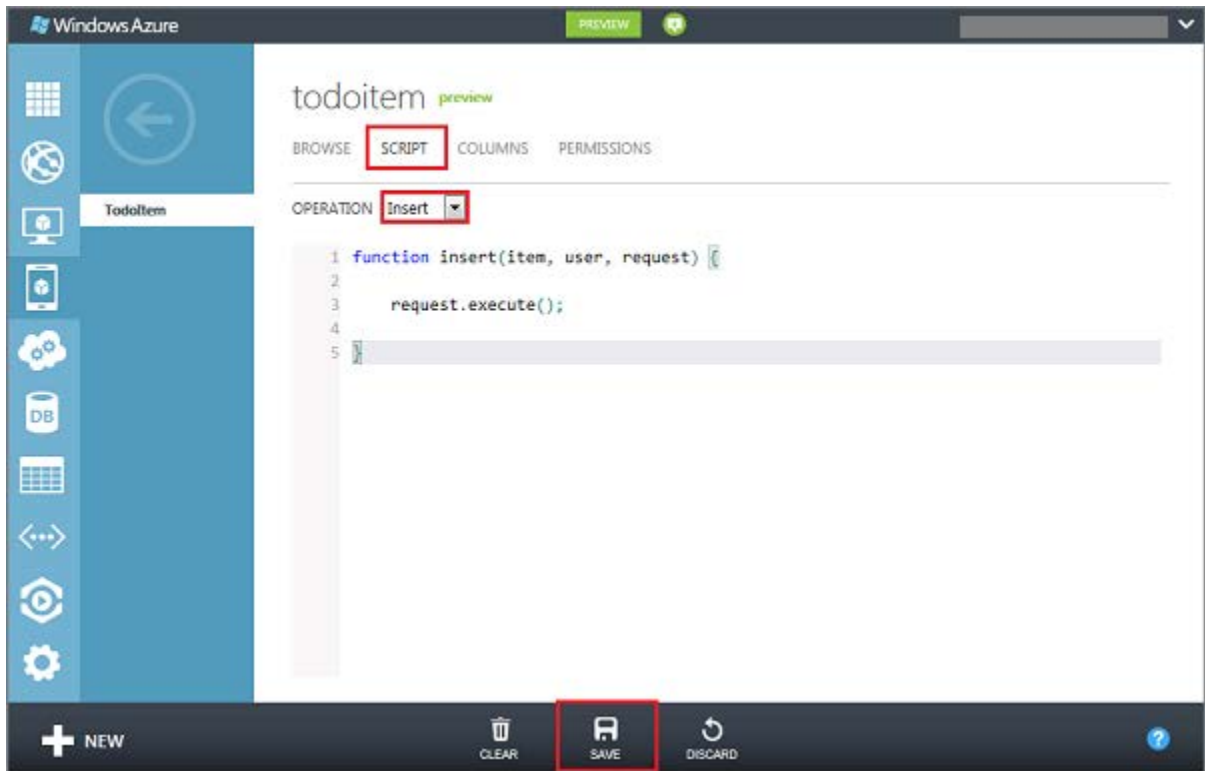 Windows Azure PREVIEW
todoitem preview
BROWSE SCRIPT COLUMNS PERMISSIONS
TodoItem
OPERATION Insert
1 function insert(item, user, request) {
2
3     request.execute();
4
5 }
DB
NEW CLEAR SAVE DISCARD ?